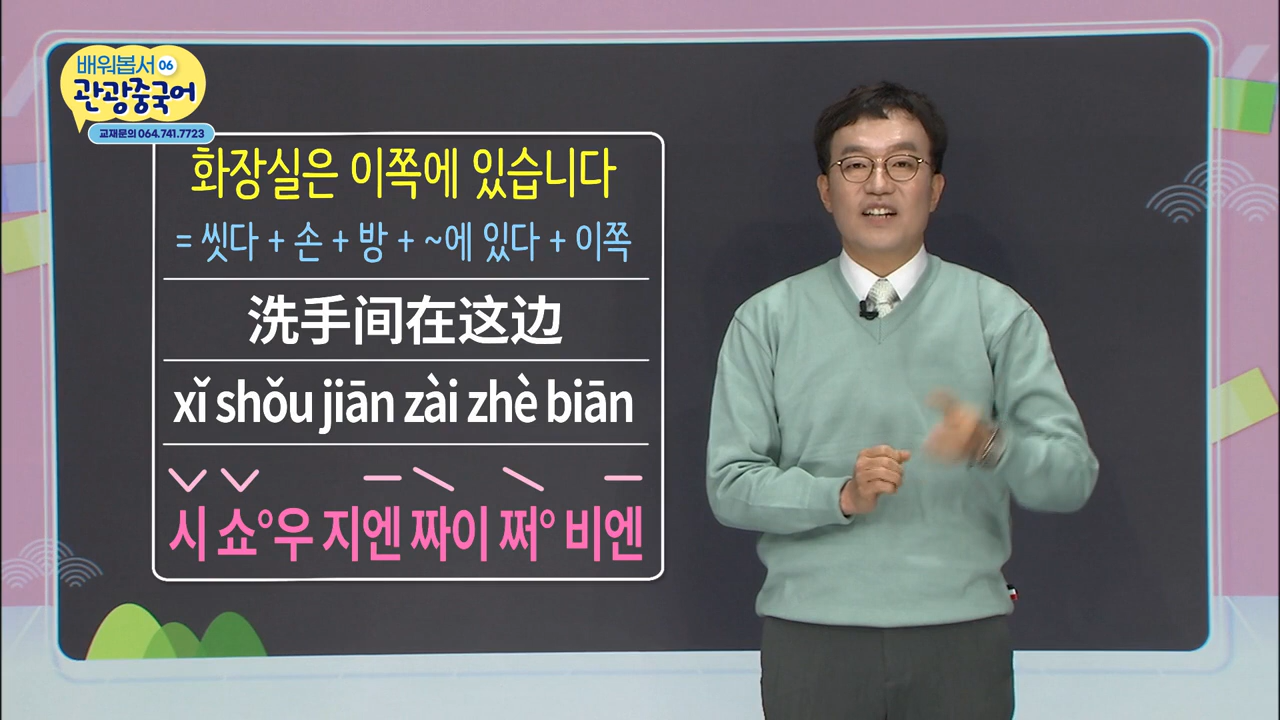 배워봅서 06
관광중국어
교재문의 064.741.7723
화장실은 이쪽에 있습니다
= 씻다 + 손 + 방 + ~에 있다 + 이쪽
洗手间在这边
xǐ shǒu jiān zài zhè biān
시 쇼°우 지엔 짜이 쩌° 비엔